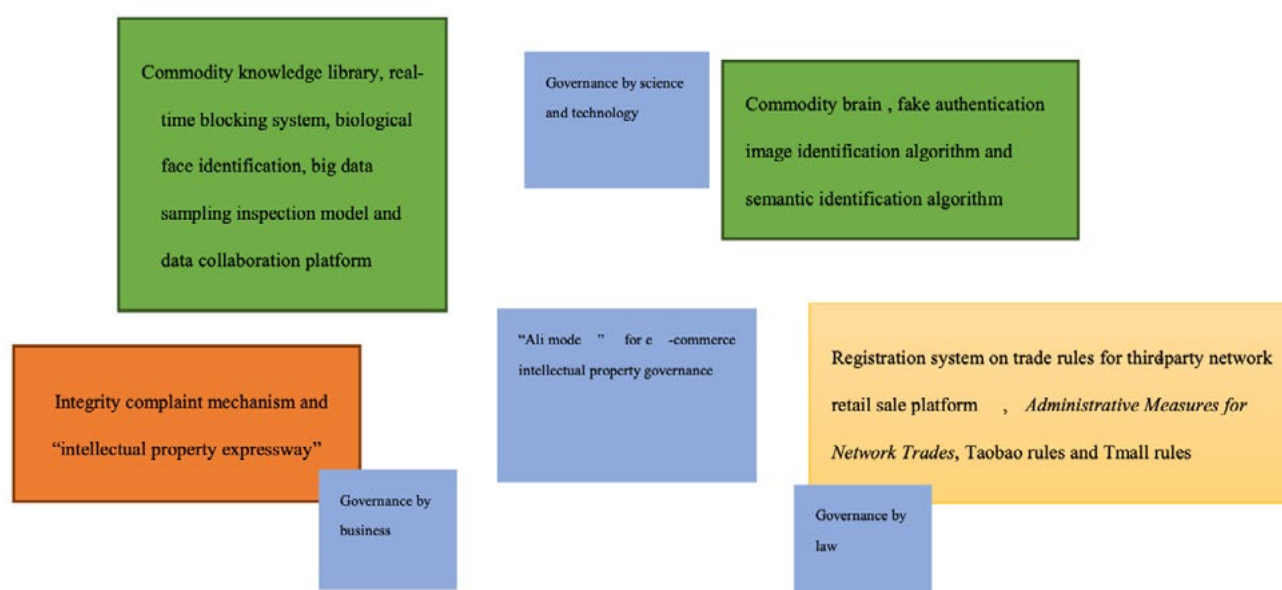 Commodity knowledge library, real-
time blocking system, biological
face identification, big data
sampling inspection model and
data collaboration platform
Governance by science
and technology
Commodity brain , fake authentication
image identification algorithm and
semantic identification algorithm
“Ali mode ” for e -commerce
intellectual property governance
Registration system on trade rules for thirdparty network
retail sale platform , Administrative Measures for
Network Trades, Taobao rules and Tmall rules
Integrity complaint mechanism and
“intellectual property expressway”
Governance by
business
Governance by
law